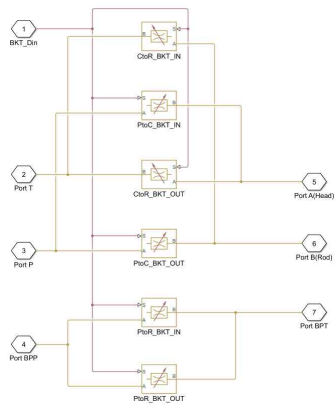 1
BKT_Din
S
B
A
CtoR_BKT_IN
S
B
A
PtoC_BKT_IN
2
Port T
S
B
A
CtoR_BKT_OUT
5
Port A(Head)
3
Port P
S
B
A
PtoC_BKT_OUT
6
Port B(Rod)
S
B
A
PtoR_BKT_IN
7
Port BPT
4
Port BPP
S
B
A
PtoR_BKT_OUT